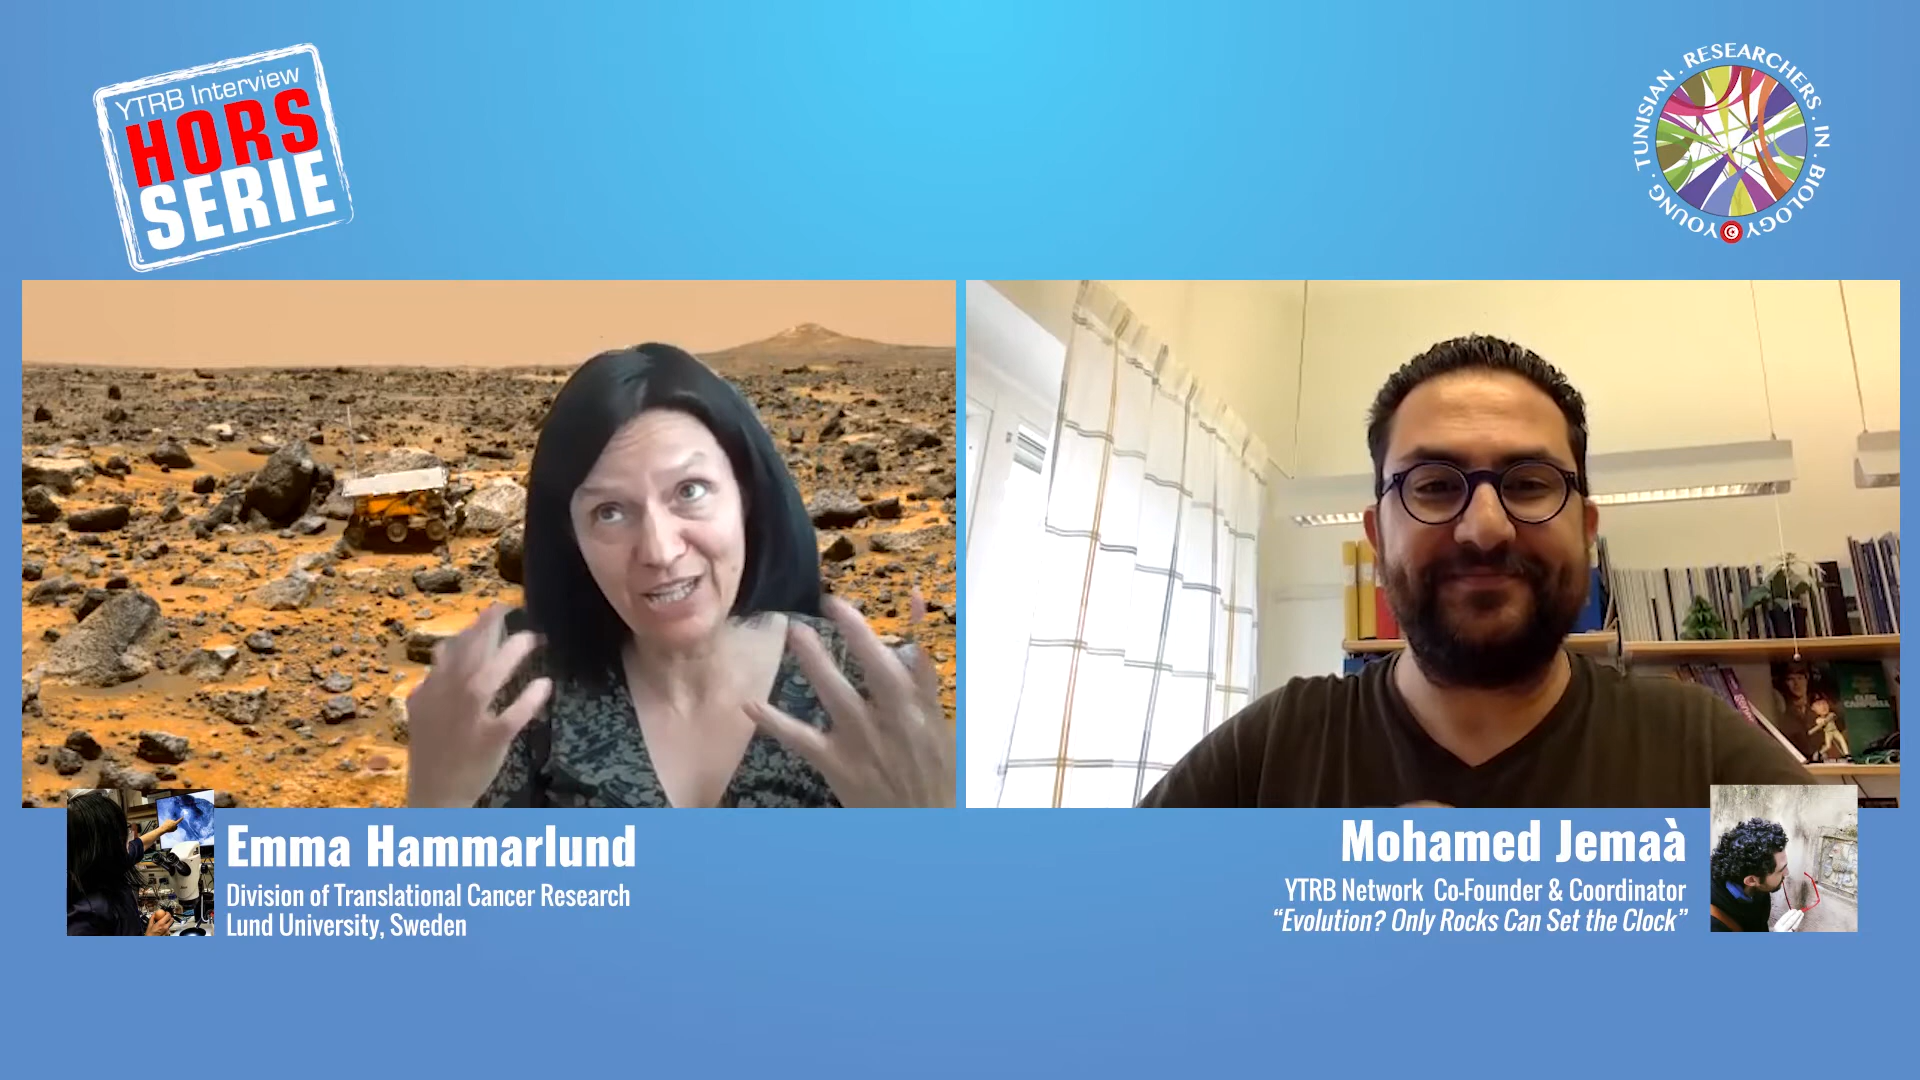 YTRB Interview
HORS
SERIE
YOUNG . TUNISIAN . RESEARCHERS . IN . BIOLOGY
Emma Hammarlund
Division of Translational Cancer Research
Lund University, Sweden
Mohamed Jemaà
YTRB Network Co-Founder & Coordinator
“Evolution? Only Rocks Can Set the Clock”